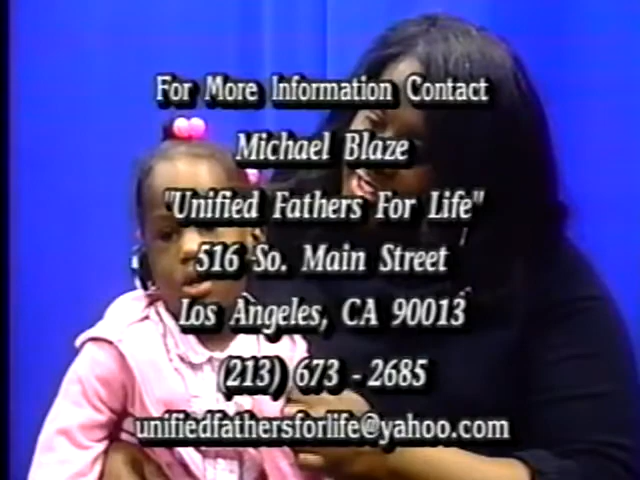 For More Information Contact
Michael Blaze
"Unified Fathers For Life"
516 So. Main Street
Los Angeles, CA 90013
(213) 673 - 2685
unifiedfathersforlife@yahoo.com